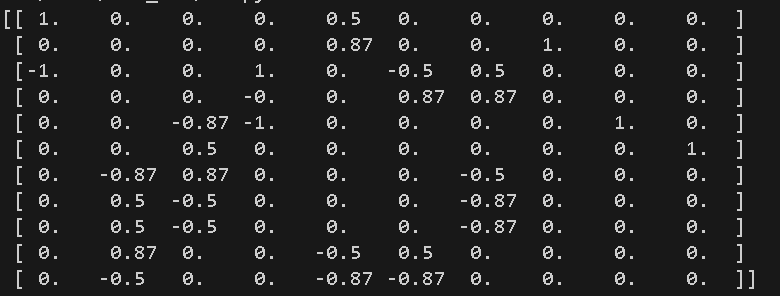 [[ 1.    0.    0.    0.    0.5   0.    0.    0.    0.    0.  ]
 [ 0.    0.    0.    0.    0.87  0.    0.    1.    0.    0.  ]
 [-1.    0.    0.    1.    0.   -0.5   0.5   0.    0.    0.  ]
 [ 0.    0.    0.   -0.    0.    0.87  0.87  0.    0.    0.  ]
 [ 0.    0.   -0.87 -1.    0.    0.    0.    0.    1.    0.  ]
 [ 0.    0.    0.5   0.    0.    0.    0.    0.    0.    1.  ]
 [ 0.   -0.87  0.87  0.    0.    0.   -0.5   0.    0.    0.  ]
 [ 0.    0.5  -0.5   0.    0.    0.   -0.87  0.    0.    0.  ]
 [ 0.    0.5  -0.5   0.    0.    0.   -0.87  0.    0.    0.  ]
 [ 0.    0.87  0.    0.   -0.5   0.5   0.    0.    0.    0.  ]
 [ 0.   -0.5   0.    0.   -0.87 -0.87  0.    0.    0.    0.  ]]